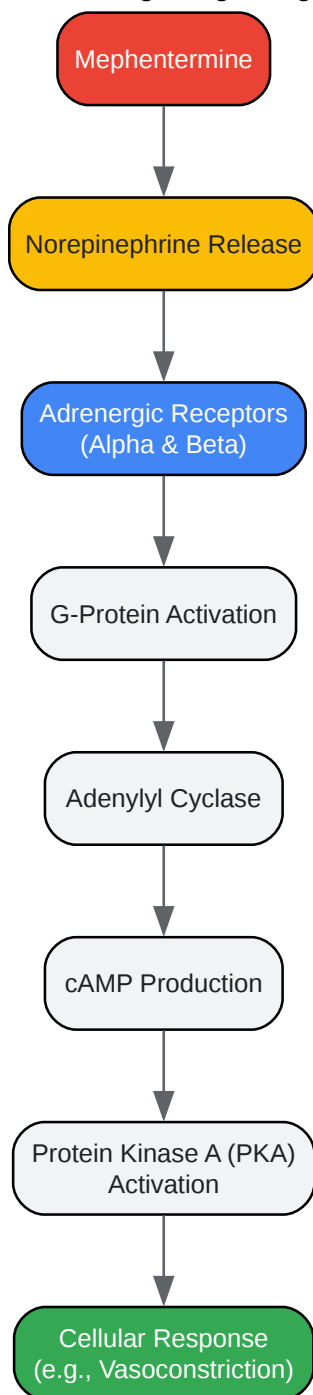 Mephentermine
Norepinephrine Release
Adrenergic Receptors
(Alpha & Beta)
G-Protein Activation
Adenylyl Cyclase
cAMP Production
Protein Kinase A (PKA)
Activation
Cellular Response
(e.g., Vasoconstriction)